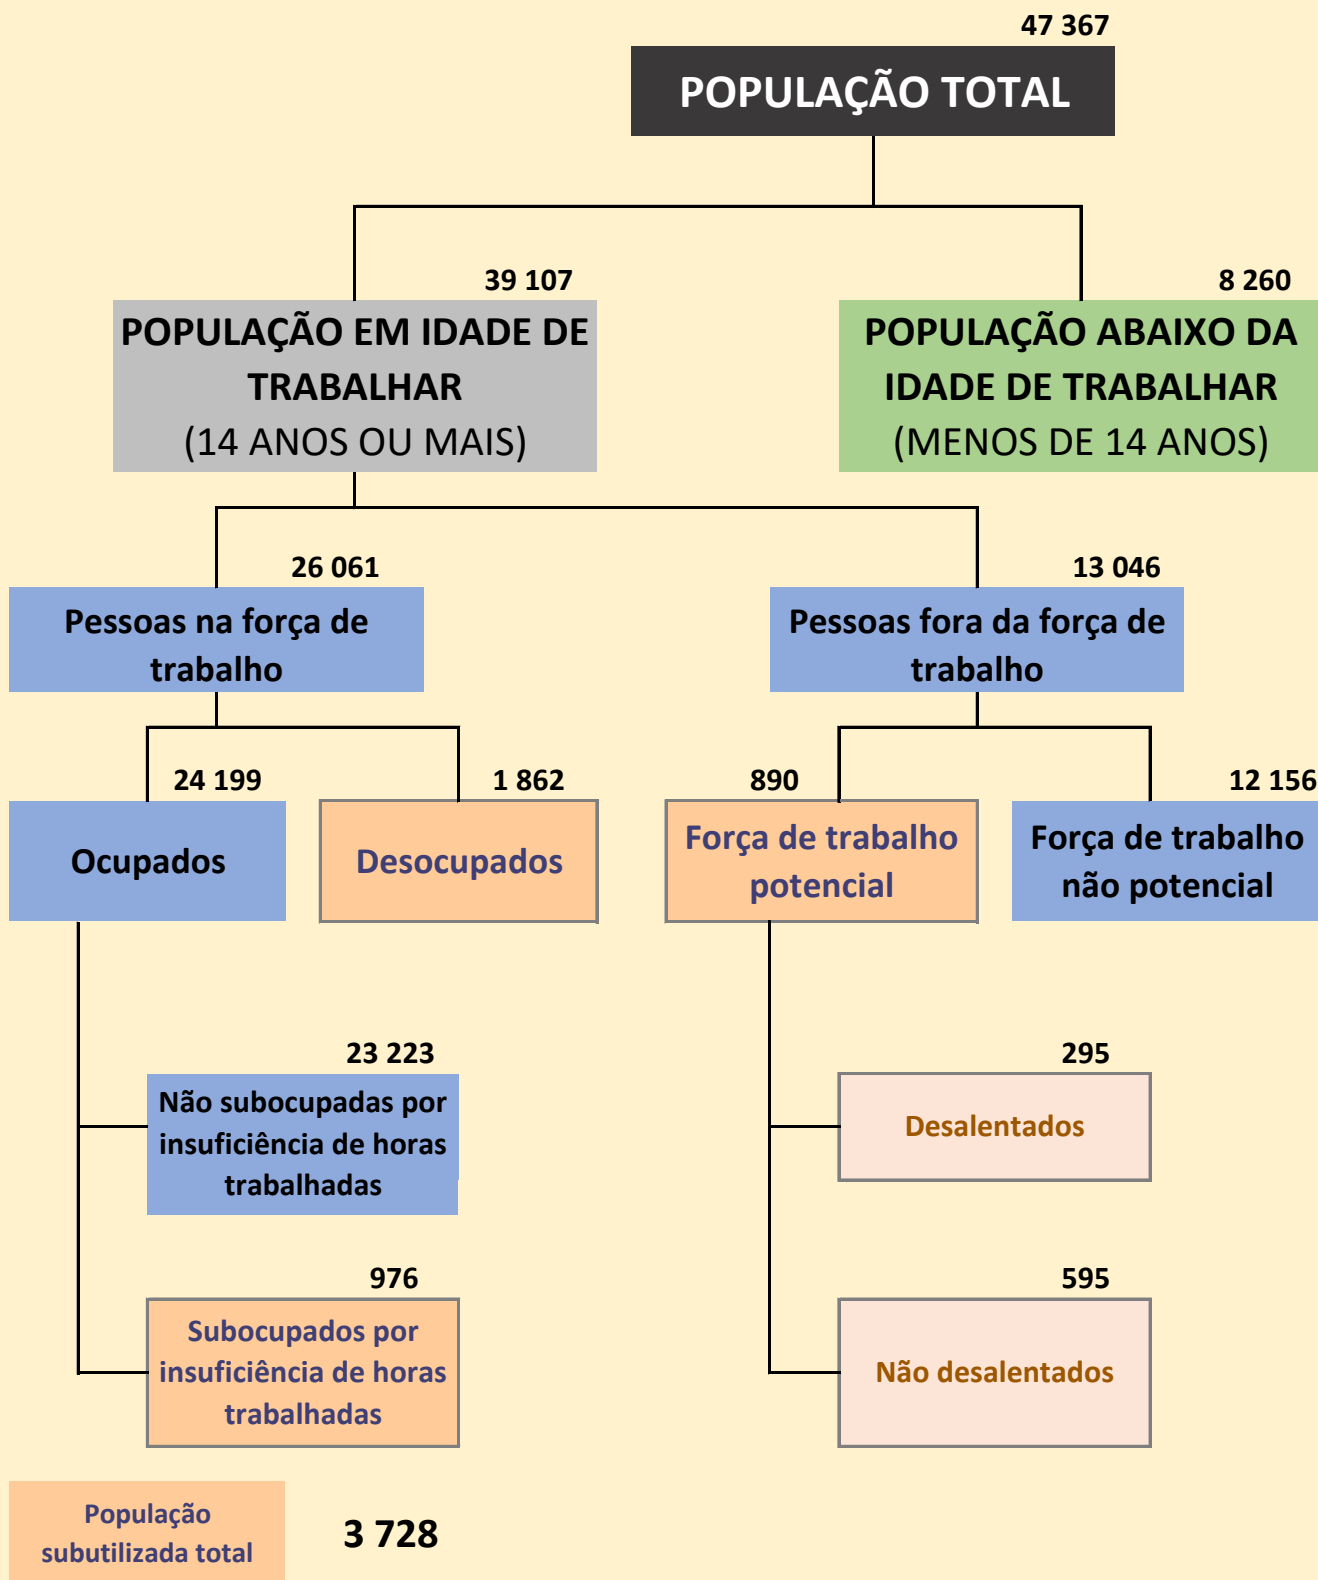 47 367
POPULAÇÃO TOTAL
39 107
POPULAÇÃO EM IDADE DE
TRABALHAR
(14 ANOS OU MAIS)
8 260
POPULAÇÃO ABAIXO DA
IDADE DE TRABALHAR
(MENOS DE 14 ANOS)
26 061
Pessoas na força de
trabalho
13 046
Pessoas fora da força de
trabalho
24 199
Ocupados
1 862
Desocupados
890
Força de trabalho
potencial
12 156
Força de trabalho
não potencial
23 223
Não subocupadas por
insuficiência de horas
trabalhadas
295
Desalentados
976
Subocupados por
insuficiência de horas
trabalhadas
595
Não desalentados
População
subutilizada total
3 728